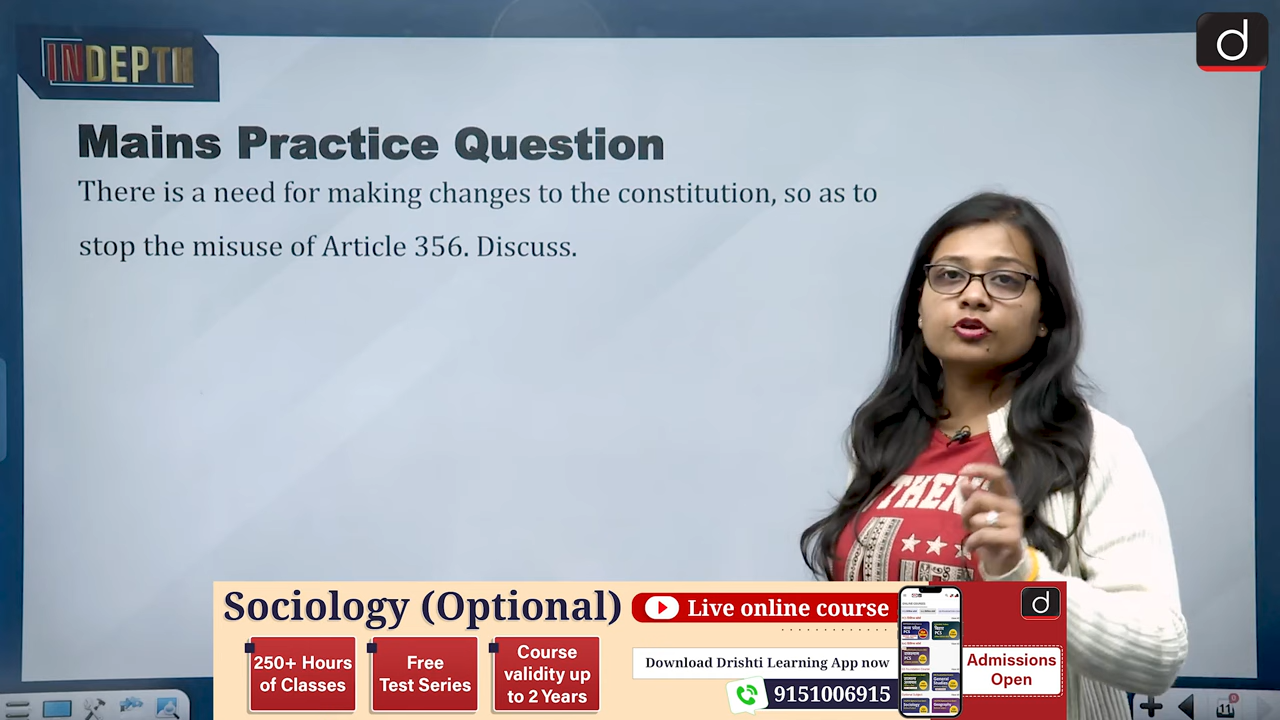 INDEPTH
d
Mains Practice Question
There is a need for making changes to the constitution, so as to
stop the misuse of Article 356. Discuss.
THEN
Sociology (Optional)
250+ Hours
of Classes
Free
Test Series
Course
validity up
to 2 Years
Live online course
Download Drishti Learning App now
9151006915
d
Admissions
Open
11